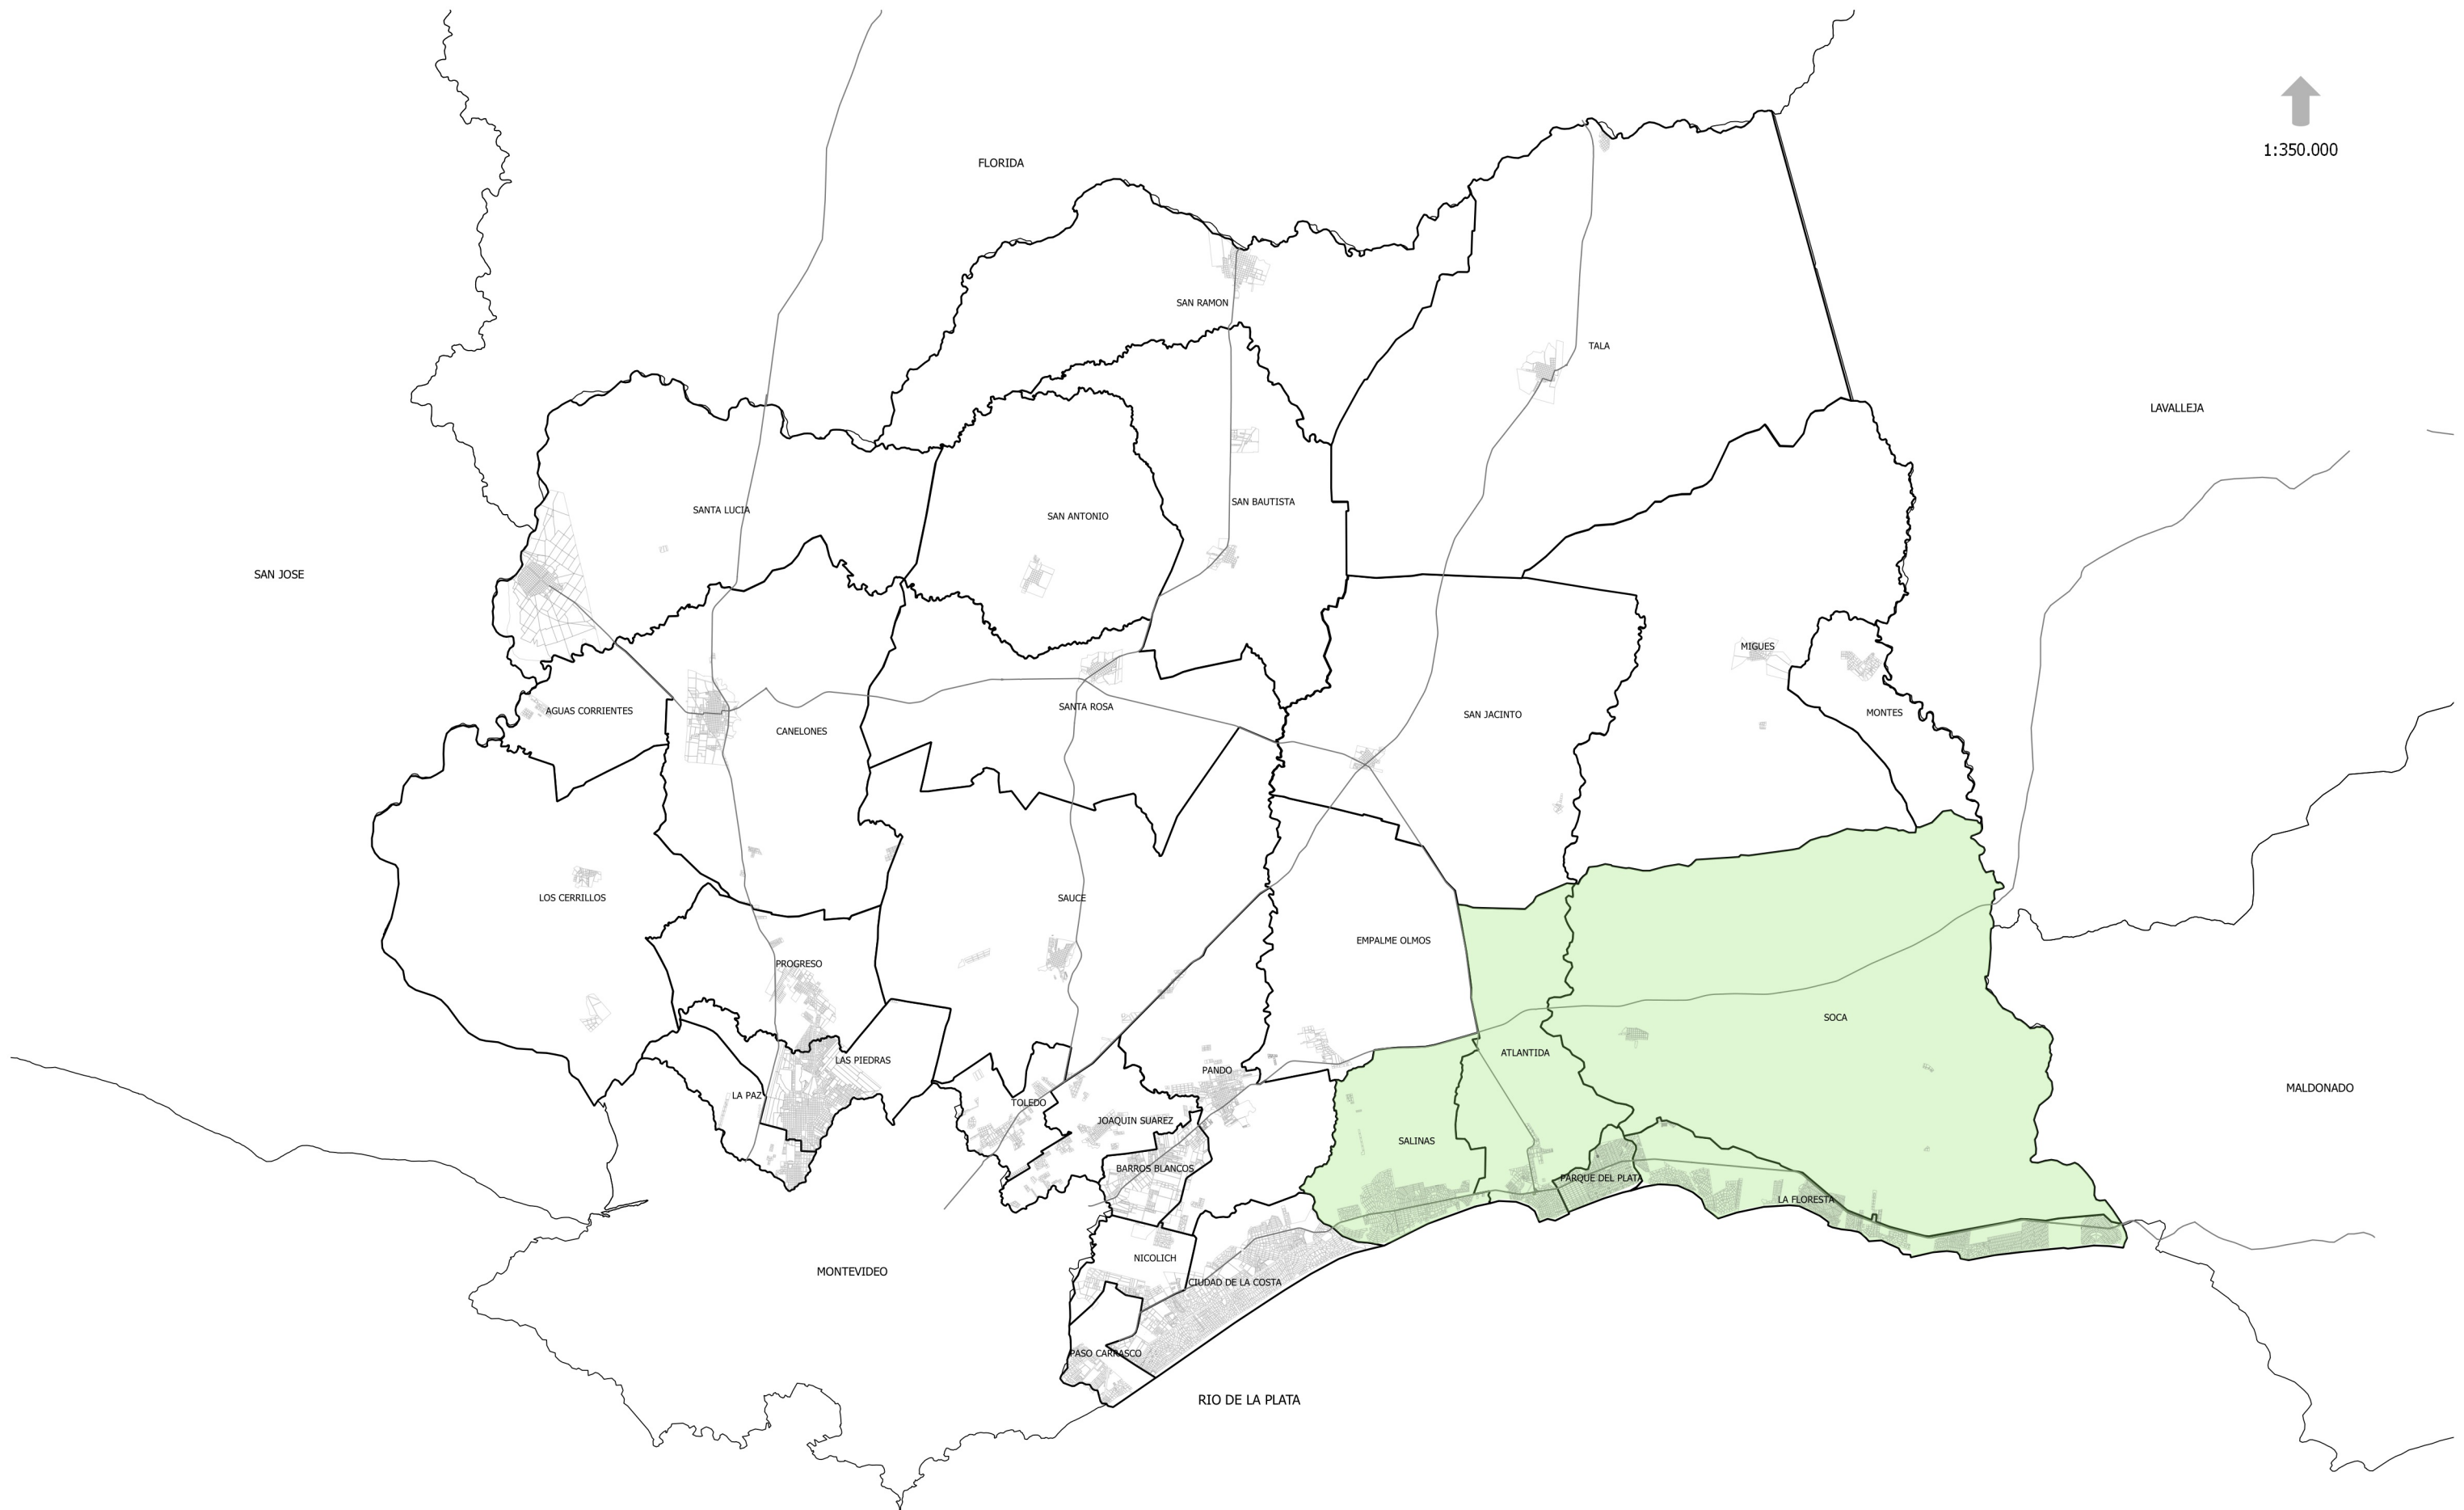 1:350.000
FLORIDA
SAN RAMON
TALA
LAVALLEJA
SAN BAUTISTA
SANTA LUCIA
SAN ANTONIO
SAN JOSE
MIGUES
SANTA ROSA
AGUAS CORRIENTES
MONTES
SAN JACINTO
CANELONES
LOS CERRILLOS
SAUCE
EMPALME OLMOS
PROGRESO
SOCA
ATLANTIDA
LAS PIEDRAS
PANDO
MALDONADO
LA PAZ
TOLEDO
JOAQUIN SUAREZ
SALINAS
BARROS BLANCOS
PARQUE DEL PLATA
LA FLORESTA
NICOLICH
MONTEVIDEO
CIUDAD DE LA COSTA
PASO CARRASCO
RIO DE LA PLATA